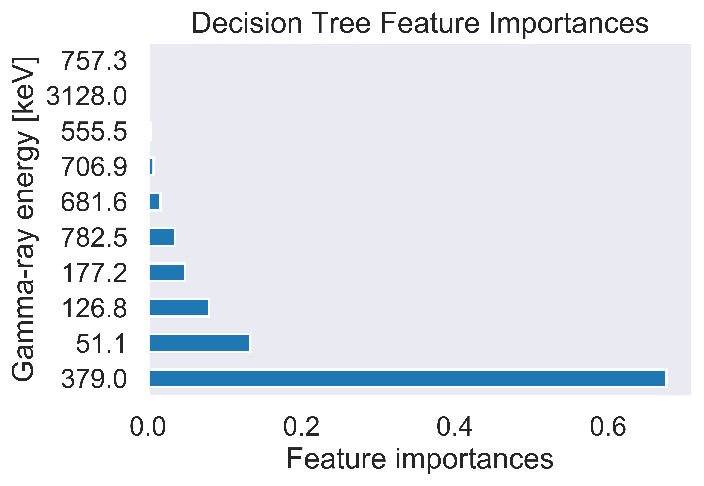 Decision Tree Feature Importances
Gamma-ray energy [keV]
757.3
3128.0
555.5
706.9
681.6
782.5
177.2
126.8
51.1
379.0
0.0 0.2 0.4 0.6
Feature importances